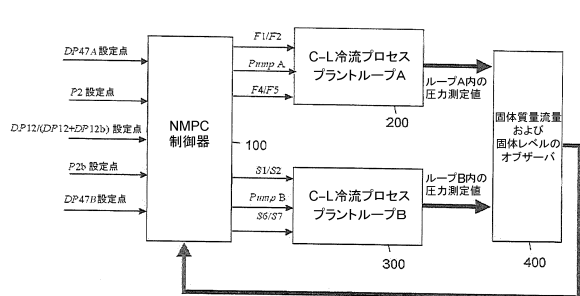 DP47A 設定点
P2 設定点
DP12/(DP12+DP12b) 設定点
P2b 設定点
DP47B 設定点
NMPC
制御器
100
F1/F2
Pump A
F4/F5
S1/S2
Pump B
S6/S7
C-L冷流プロセス
プラントループA
200
C-L冷流プロセス
プラントループB
300
ループA内の
圧力測定値
ループB内の
圧力測定値
固体質量流量
および
固体レベルの
オブザーバ
400